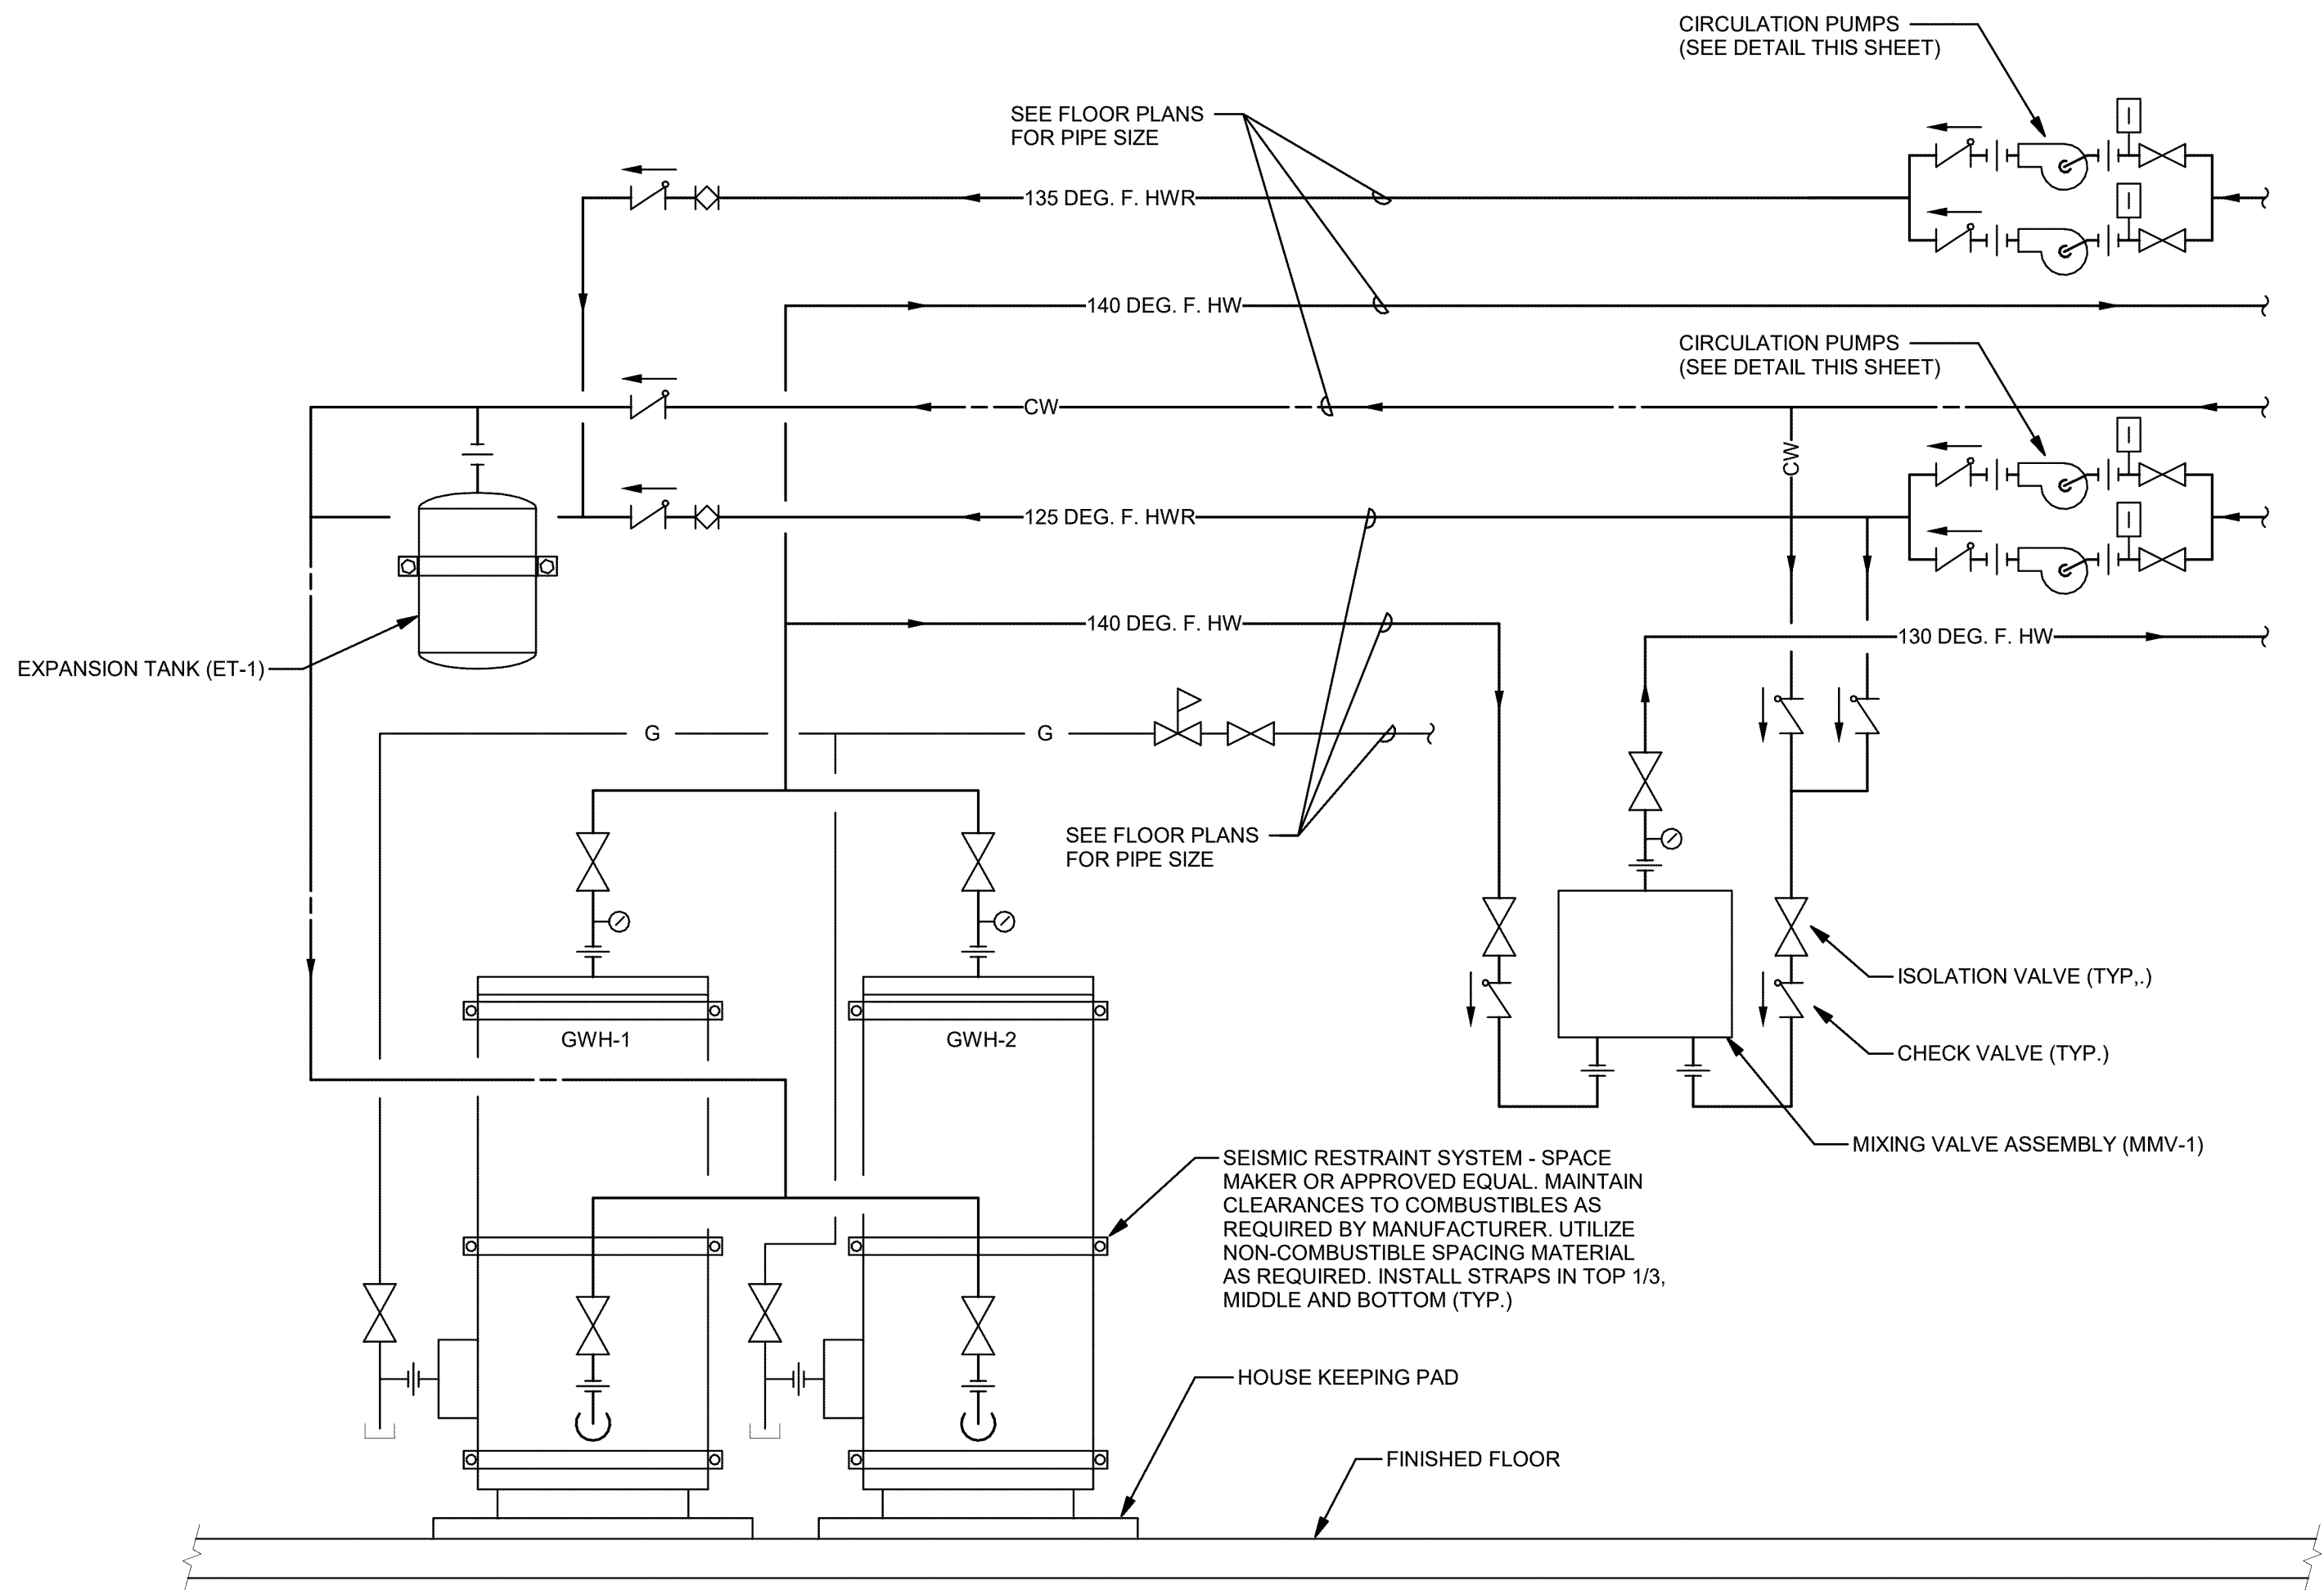 CIRCULATION PUMPS
(SEE DETAIL THIS SHEET)
SEE FLOOR PLANS
FOR PIPE SIZE
135 DEG. F. HWR
140 DEG. F. HW
CIRCULATION PUMPS
(SEE DETAIL THIS SHEET)
CW
CW
125 DEG. F. HWR
140 DEG. F. HW
130 DEG. F. HW
EXPANSION TANK (ET-1)
G
G
SEE FLOOR PLANS
FOR PIPE SIZE
ISOLATION VALVE (TYP,.)
GWH-1
GWH-2
CHECK VALVE (TYP.)
MIXING VALVE ASSEMBLY (MMV-1)
SEISMIC RESTRAINT SYSTEM - SPACE
MAKER OR APPROVED EQUAL. MAINTAIN
CLEARANCES TO COMBUSTIBLES AS
REQUIRED BY MANUFACTURER. UTILIZE
NON-COMBUSTIBLE SPACING MATERIAL
AS REQUIRED. INSTALL STRAPS IN TOP 1/3,
MIDDLE AND BOTTOM (TYP.)
HOUSE KEEPING PAD
FINISHED FLOOR